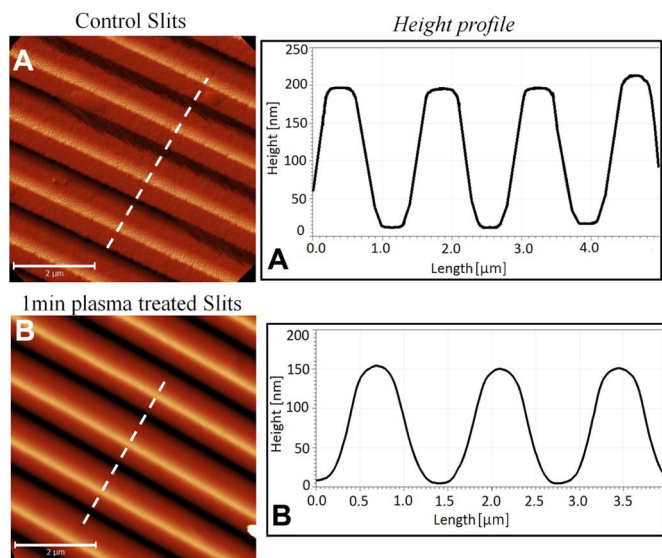 Control Slits
Height profile
A
2 µm
250
200
150
100
50
0
Height [nm]
0.0 1.0 2.0 3.0 4.0
Length [µm]
A
1min plasma treated Slits
B
2 µm
200
150
100
50
0
Height [nm]
0.0 0.5 1.0 1.5 2.0 2.5 3.0 3.5
Length [µm]
B